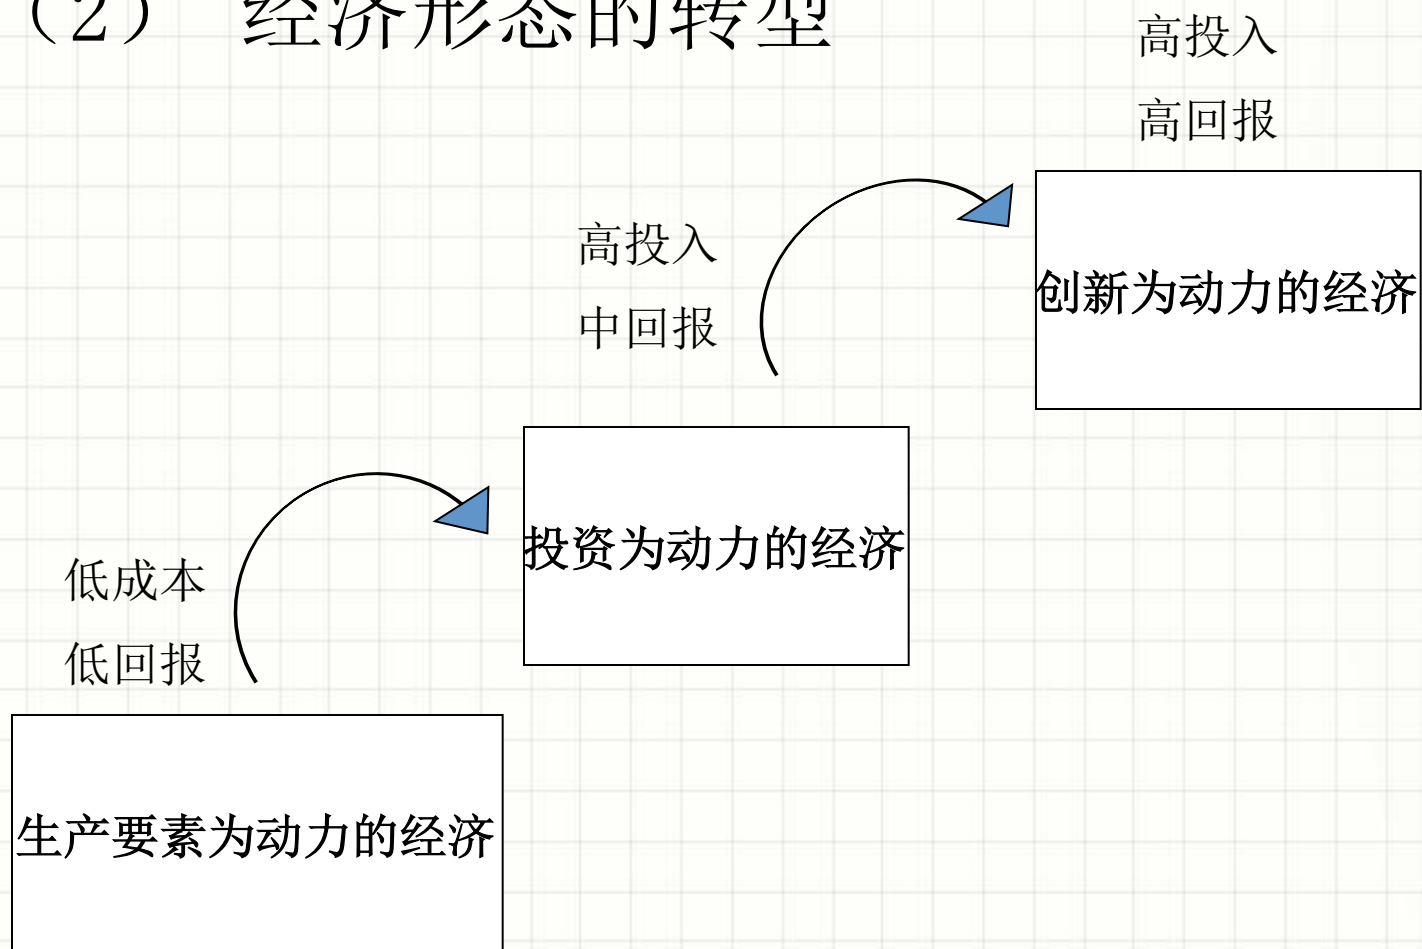 （2） 经济形态的转型
高投入
高回报
高投入
中回报
创新为动力的经济
投资为动力的经济
低成本
低回报
生产要素为动力的经济